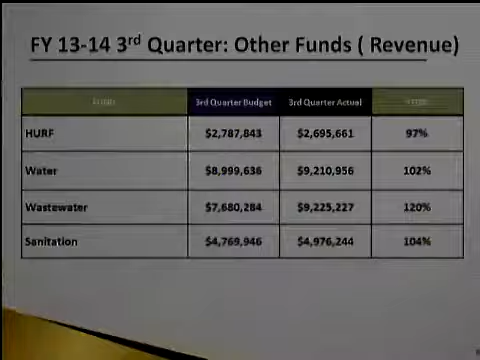 FY 13-14 3rd Quarter: Other Funds ( Revenue)
3rd Quarter Budget 3rd Quarter Actual
HURF $2,787,843 $2,695,661 97%
Water $8,999,636 $9,210,956 102%
Wastewater $7,680,284 $9,225,227 120%
Sanitation $4,769,946 $4,976,244 104%